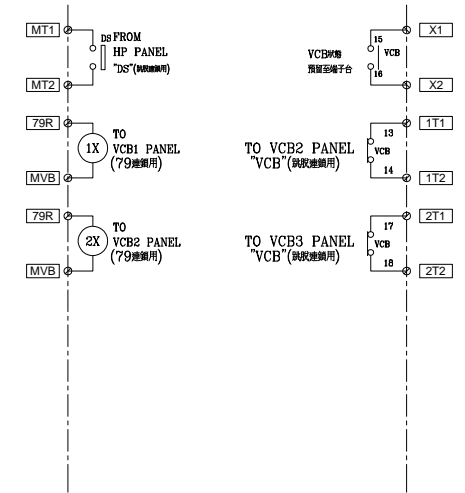 MT1
DS FROM
HP PANEL
"DS"(跳脫連鎖用)
MT2
79R
1X
TO
VCB1 PANEL
(79連鎖用)
MVB
79R
2X
TO
VCB2 PANEL
(79連鎖用)
MVB
X1
15
VCB狀態
VCB
預留至端子台
16
X2
1T1
13
TO VCB2 PANEL
VCB
"VCB"(跳脫連鎖用)
14
1T2
2T1
17
TO VCB3 PANEL
VCB
"VCB"(跳脫連鎖用)
18
2T2